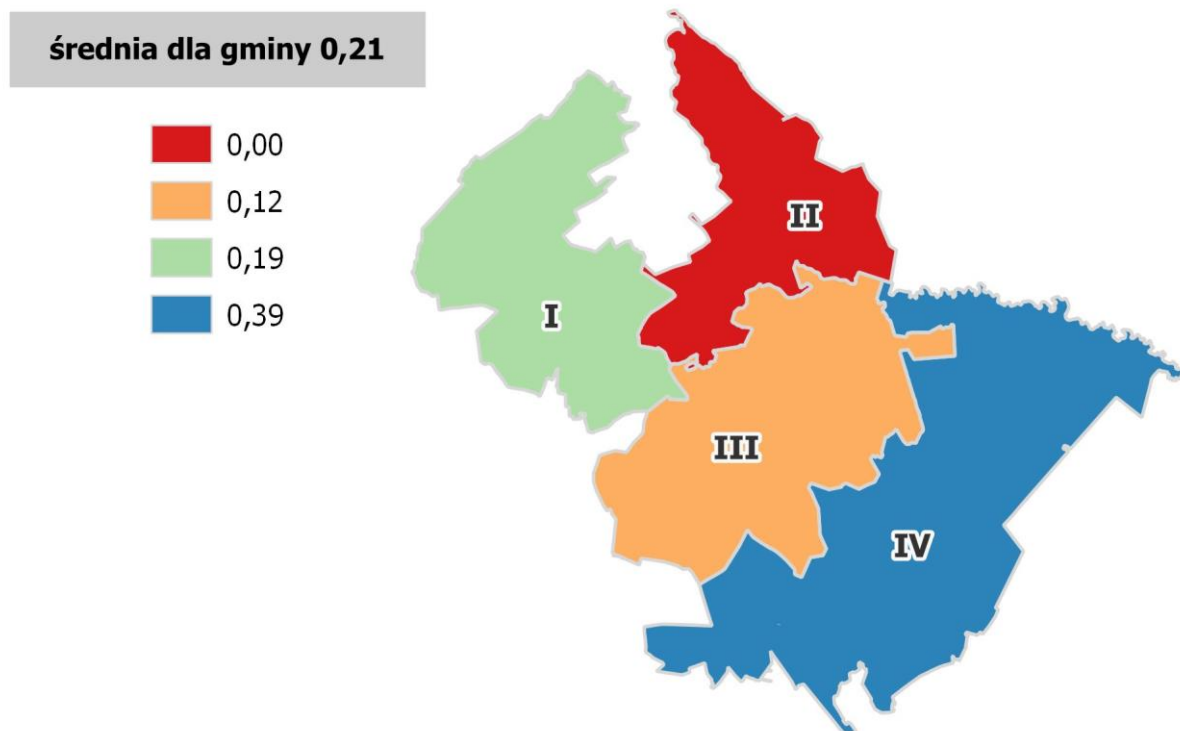 średnia dla gminy 0,21
0,00
0,12
0,19
0,39
II
I
III
IV